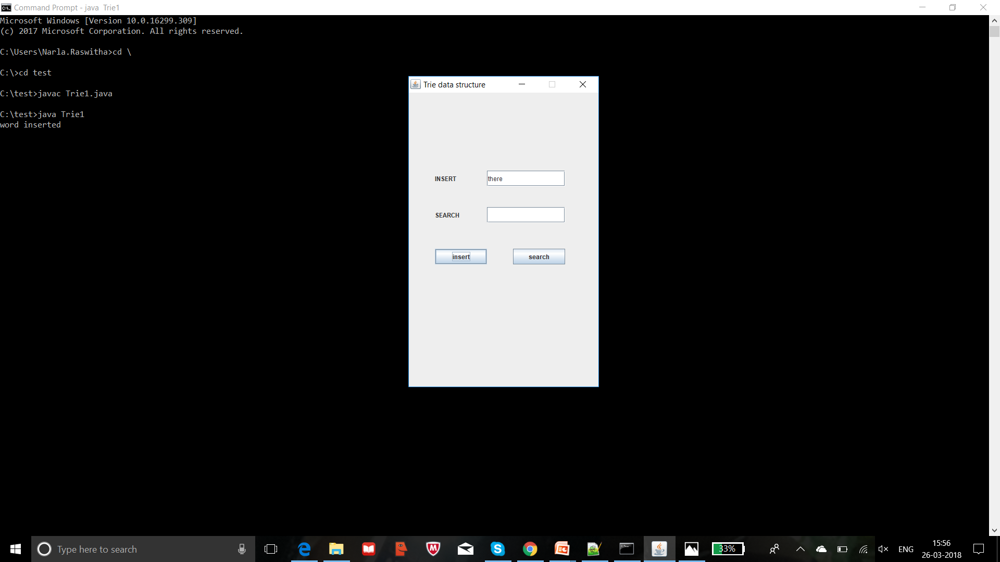 Command Prompt - java  Trie1
Microsoft Windows [Version 10.0.16299.309]
(c) 2017 Microsoft Corporation. All rights reserved.
C:\Users\Narla.Raswitha>cd \
C:\>cd test
C:\test>javac Trie1.java
C:\test>java Trie1
word inserted
Trie data structure
INSERT there
SEARCH
insert search
Type here to search
33%
ENG
15:56
26-03-2018